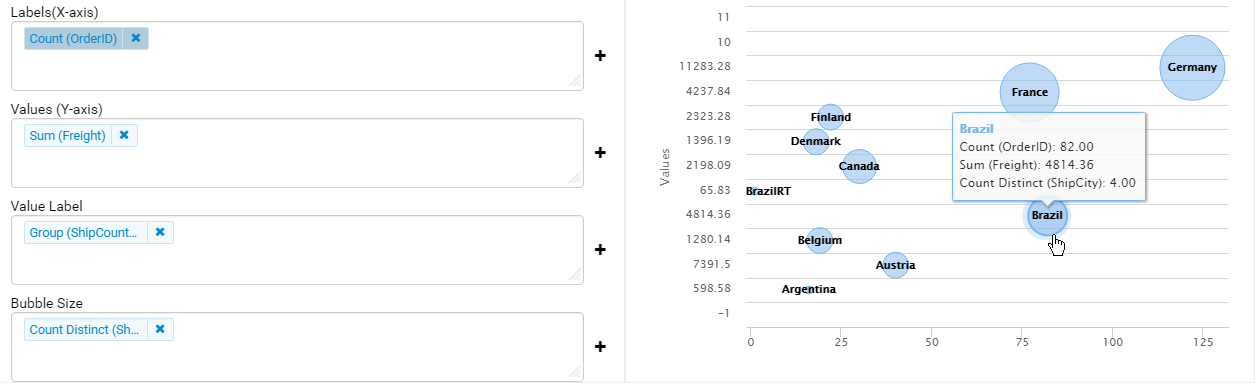 Labels(X-axis)
Count (OrderID) ✖
+
Values (Y-axis)
Sum (Freight) ✖
+
Value Label
Group (ShipCount... ✖
+
Bubble Size
Count Distinct (Sh... ✖
+
Values
11
10
11283.28
4237.84
2323.28
1396.19
2198.09
65.83
4814.36
1280.14
7391.5
598.58
−1
Germany
France
Finland
Denmark
Canada
BrazilRT
Brazil
Count (OrderID): 82.00
Sum (Freight): 4814.36
Count Distinct (ShipCity): 4.00
Brazil
Belgium
Austria
Argentina
0 25 50 75 100 125